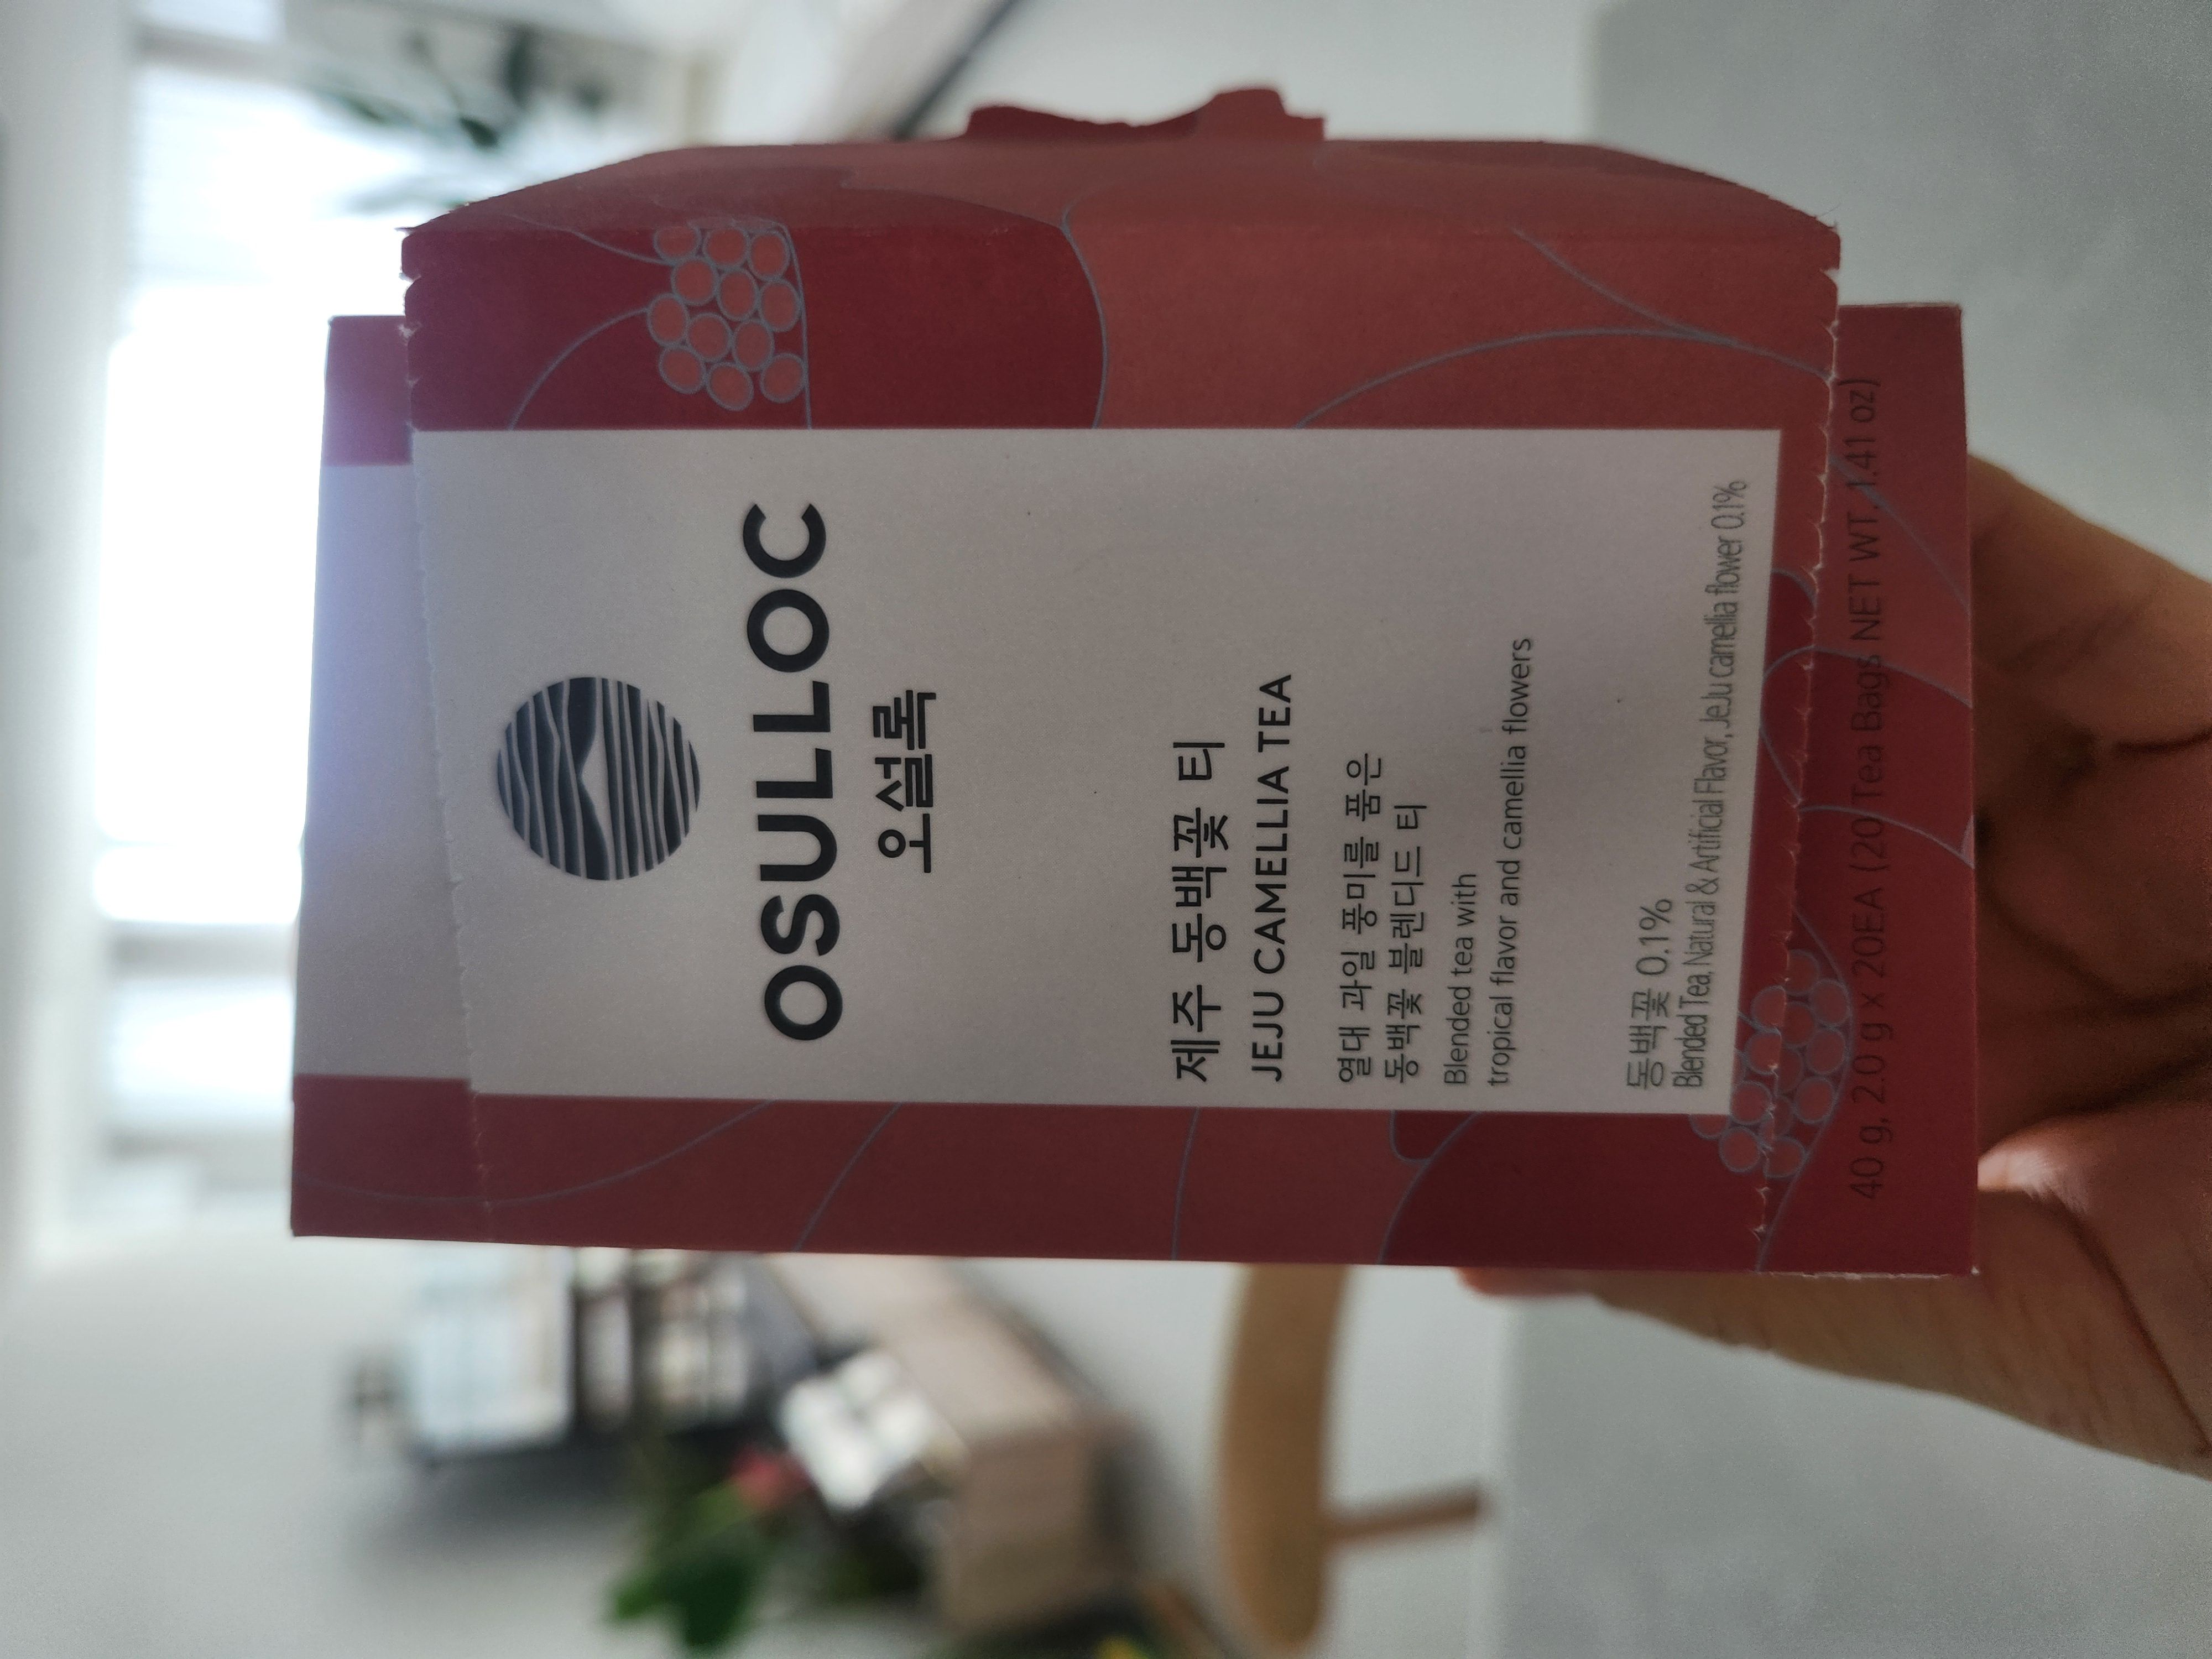 OSULLOC
오설록
제주 동백꽃 티
JEJU CAMELLIA TEA
열대 과일 풍미를 품은
동백꽃 블렌디드 티
Blended tea with
tropical flavor and camellia flowers
동백꽃 0.1%
Blended Tea, Natural & Artificial Flavor, JeJu camellia flower 0.1%
40 g, 2.0 g x 20EA (20 Tea Bags NET WT. 1.41 oz)